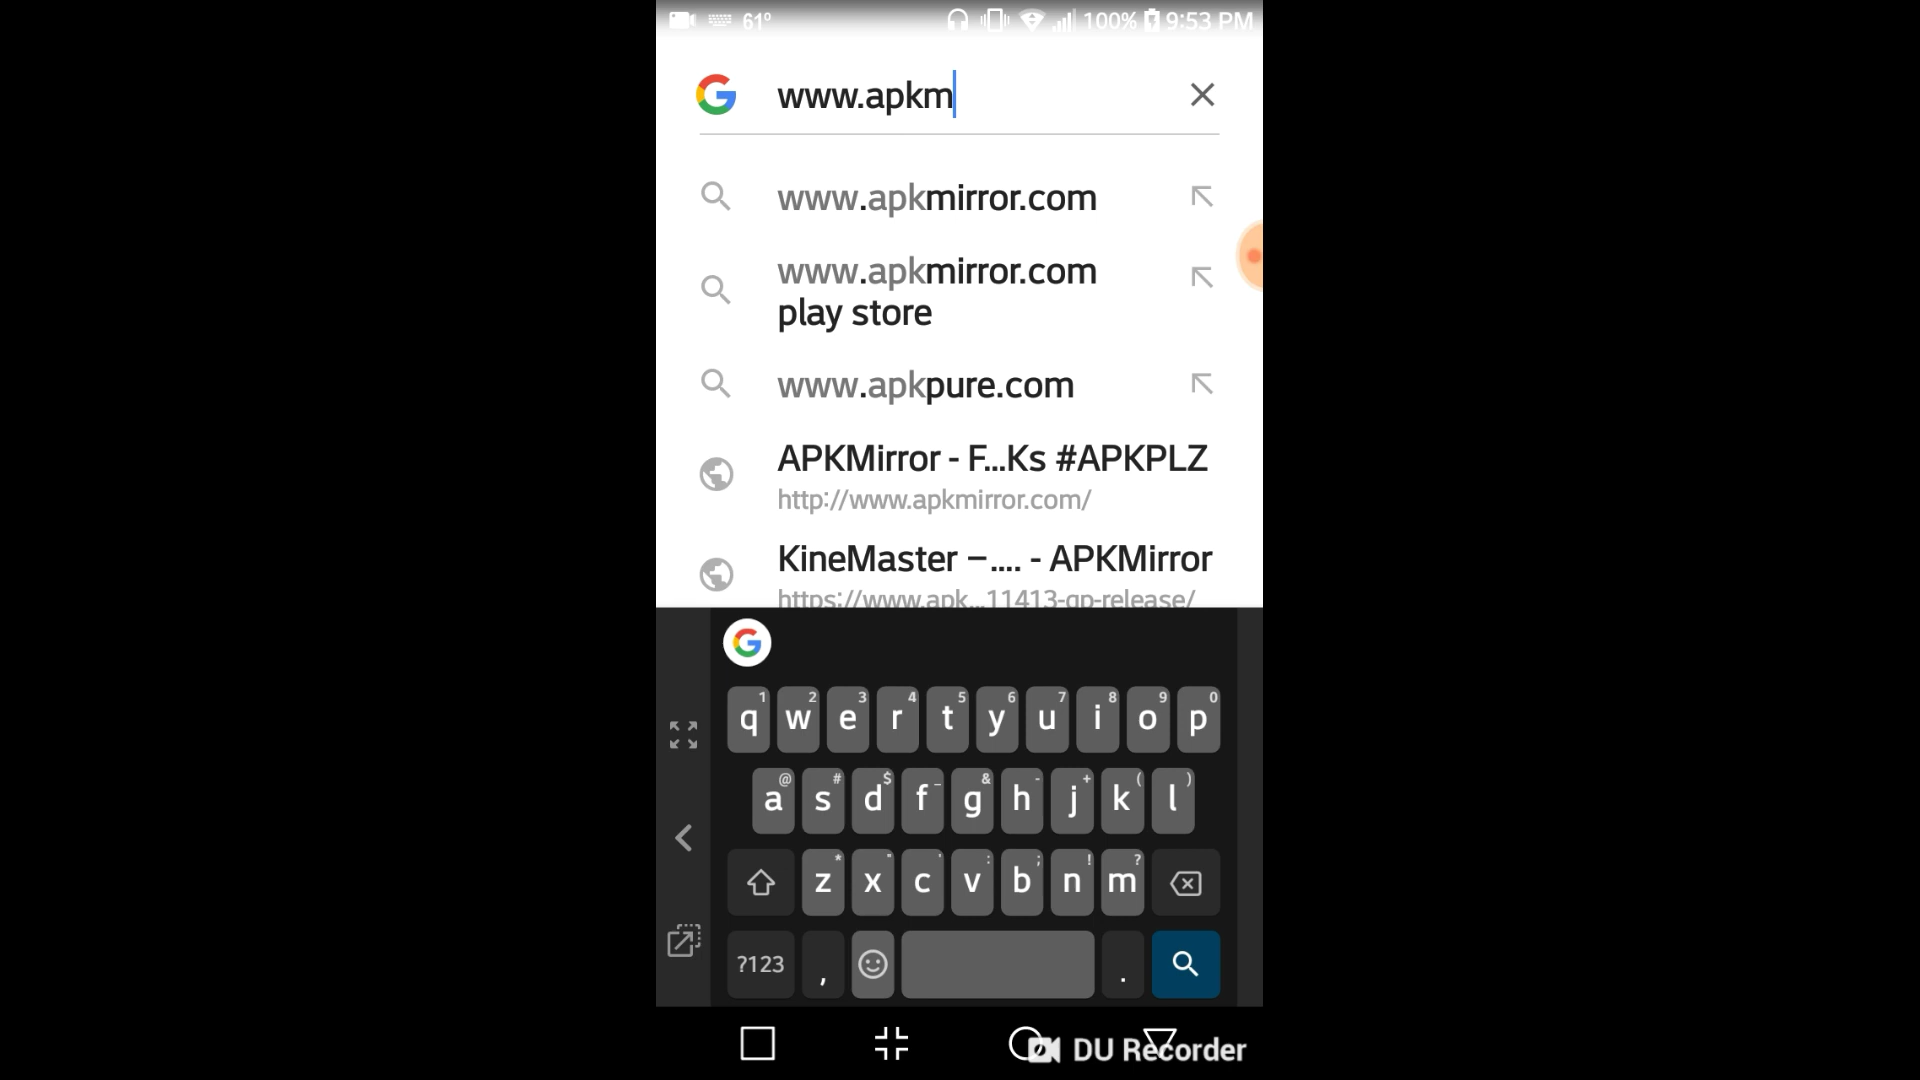 61° 100% 9:53 PM
www.apkm
www.apkmirror.com
www.apkmirror.com
play store
www.apkpure.com
APKMirror - F...Ks #APKPLZ
http://www.apkmirror.com/
KineMaster – .... - APKMirror
https://www.apk...11413-gp-release/
1 2 3 4 5 6 7 8 9 0
q w e r t y u i o p
@ # $ _ & - + ( )
a s d f g h j k l
* " ' : ; ! ?
z x c v b n m
?123 , .
DU Recorder